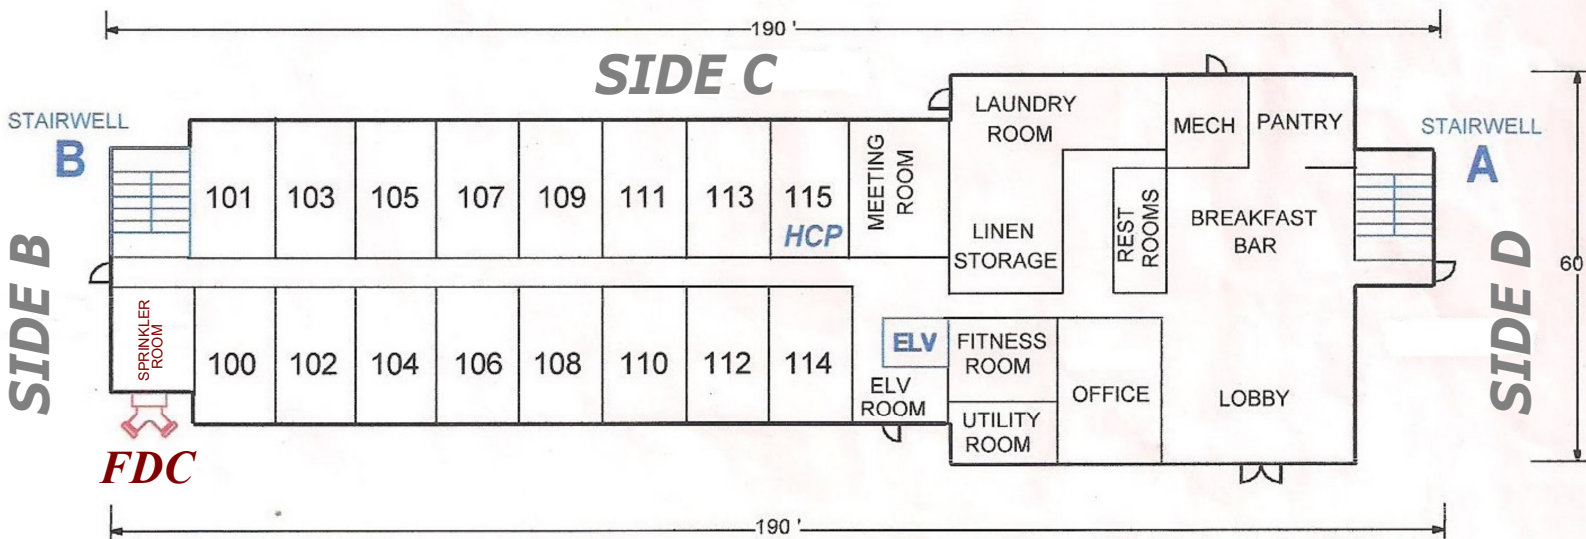 190 '
SIDE C
STAIRWELL
B
LAUNDRY
ROOM
MECH
PANTRY
STAIRWELL
A
101
103
105
107
109
111
113
115
HCP
MEETING
ROOM
LINEN
STORAGE
REST
ROOMS
BREAKFAST
BAR
SIDE B
SIDE D
60
SPRINKLER
ROOM
100
102
104
106
108
110
112
114
ELV
ELV
ROOM
FITNESS
ROOM
UTILITY
ROOM
OFFICE
LOBBY
FDC
190 '